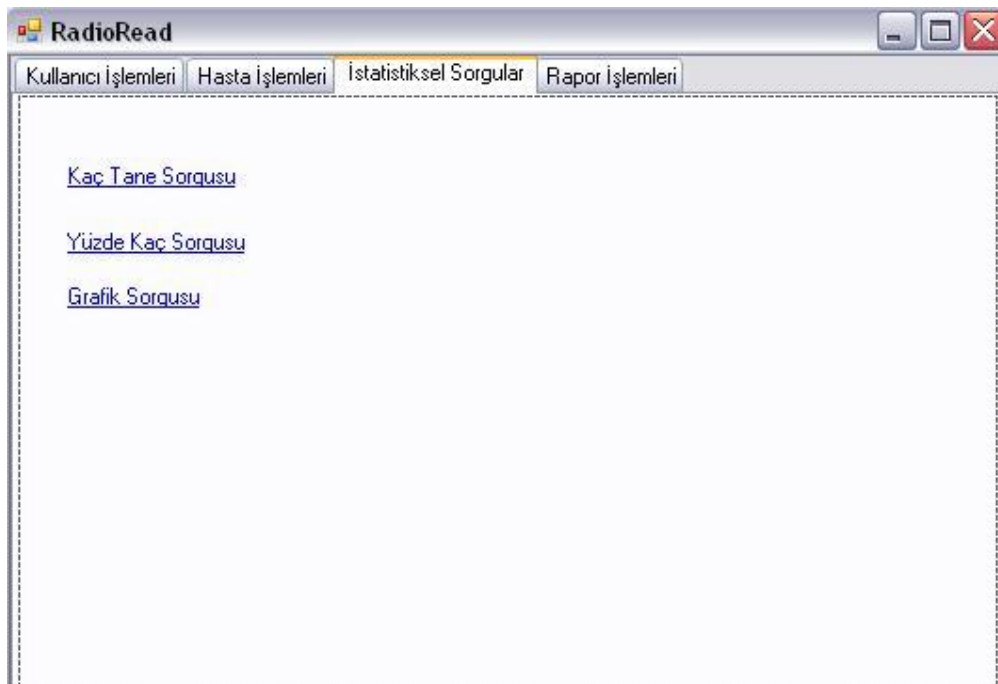 RadioRead
Kullanıcı İşlemleri Hasta İşlemleri İstatistiksel Sorgular Rapor İşlemleri
Kaç Tane Sorgusu
Yüzde Kaç Sorgusu
Grafik Sorgusu